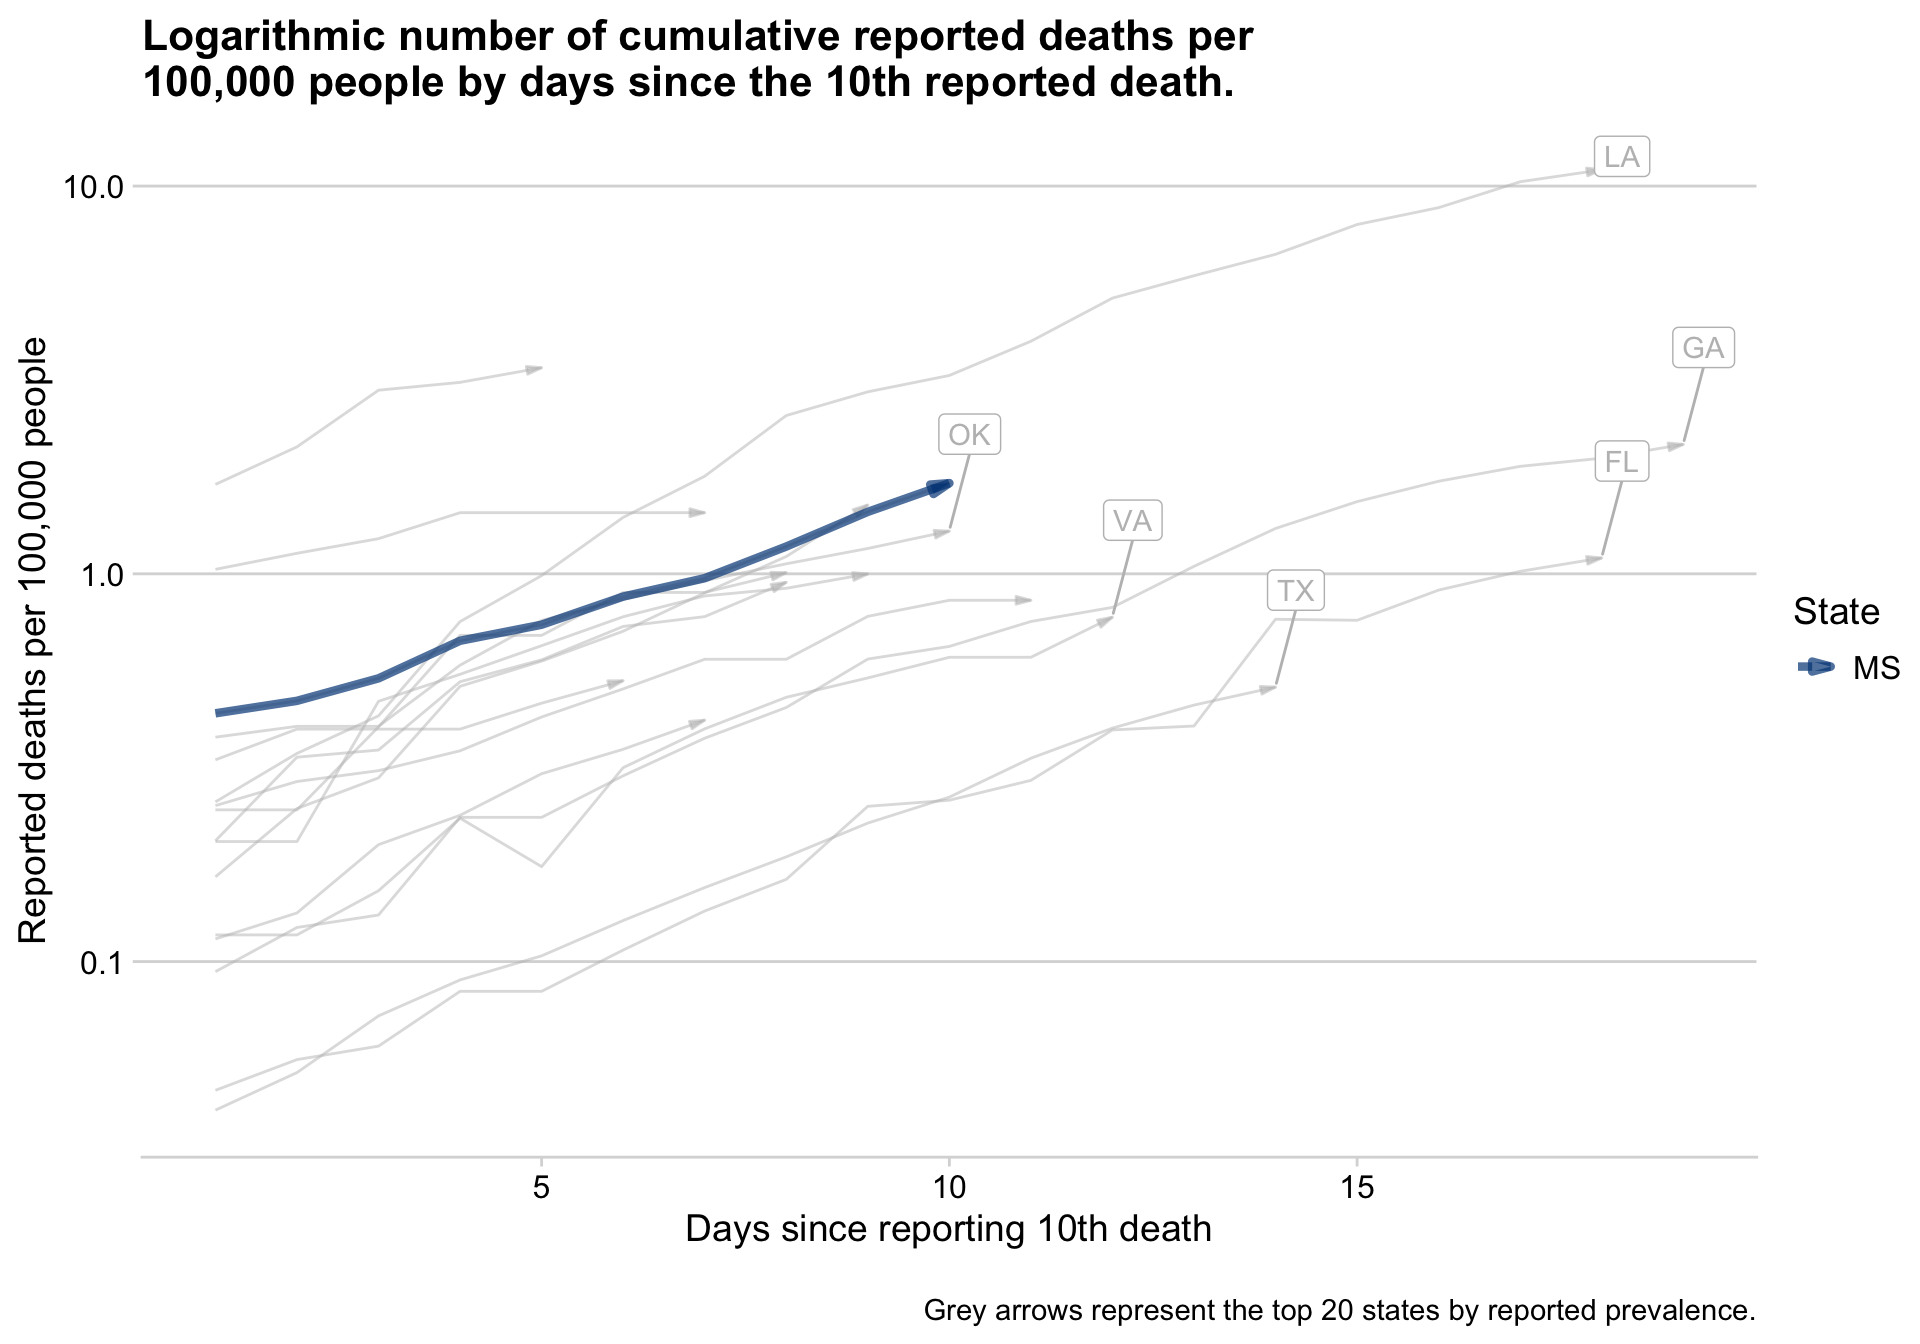 Logarithmic number of cumulative reported deaths per
100,000 people by days since the 10th reported death.
LA
10.0
GA
OK
FL
VA
1.0
TX
State
MS
0.1
Reported deaths per 100,000 people
5
10
15
Days since reporting 10th death
Grey arrows represent the top 20 states by reported prevalence.